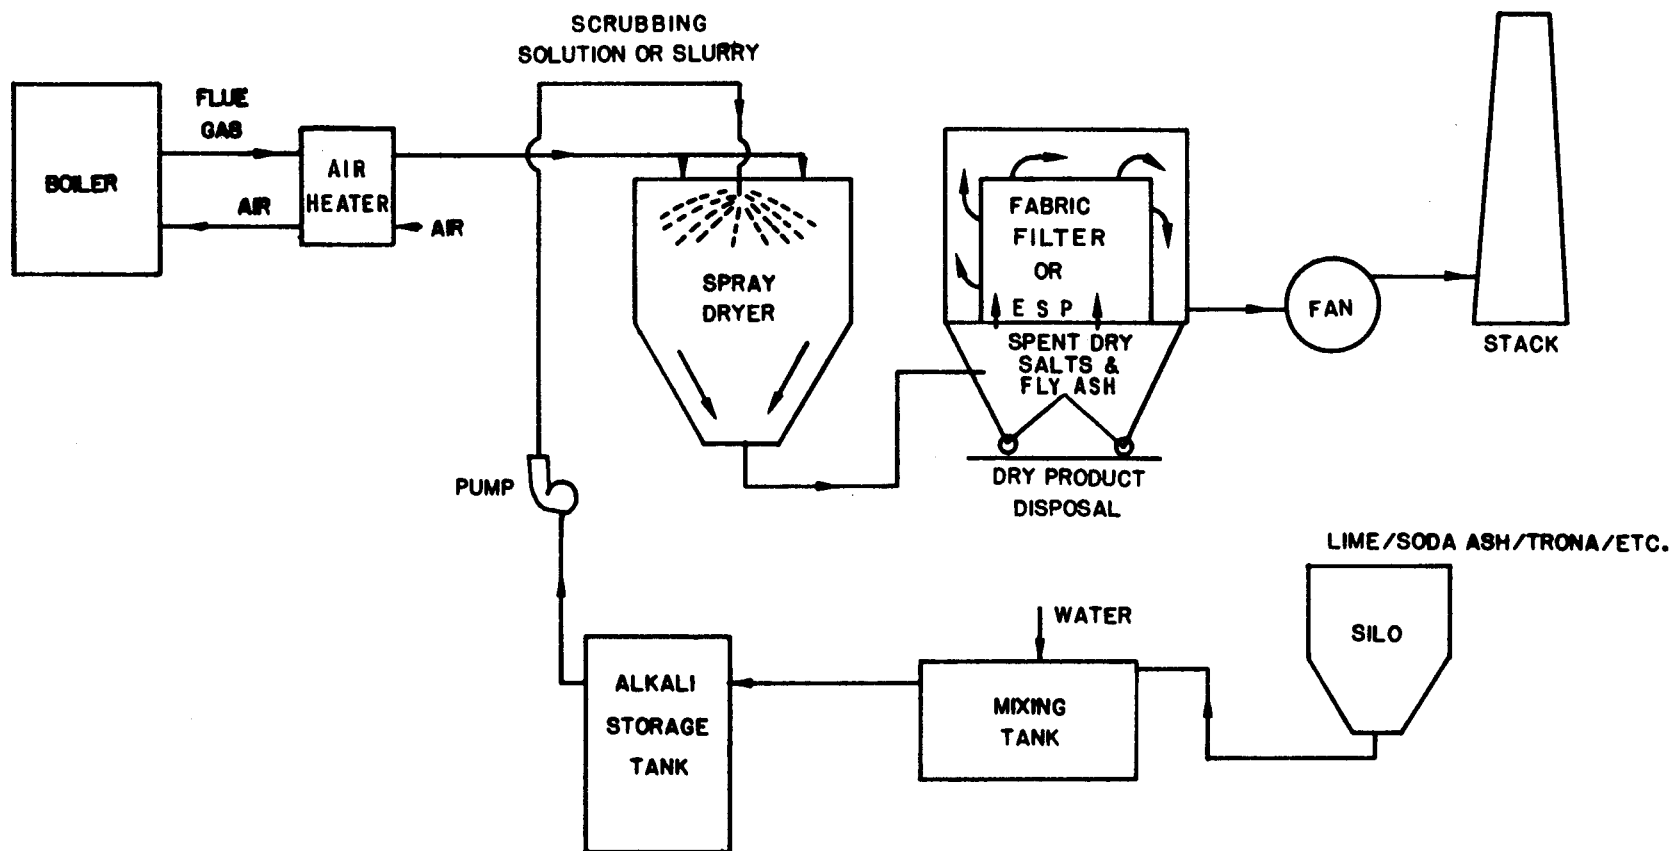 SCRUBBING
SOLUTION OR SLURRY
FLUE
GAS
BOILER
AIR
HEATER
AIR
AIR
SPRAY
DRYER
FABRIC
FILTER
OR
ESP
SPENT DRY
SALTS &
FLY ASH
DRY PRODUCT
DISPOSAL
FAN
STACK
PUMP
LIME/SODA ASH/TRONA/ETC.
SILO
WATER
MIXING
TANK
ALKALI
STORAGE
TANK